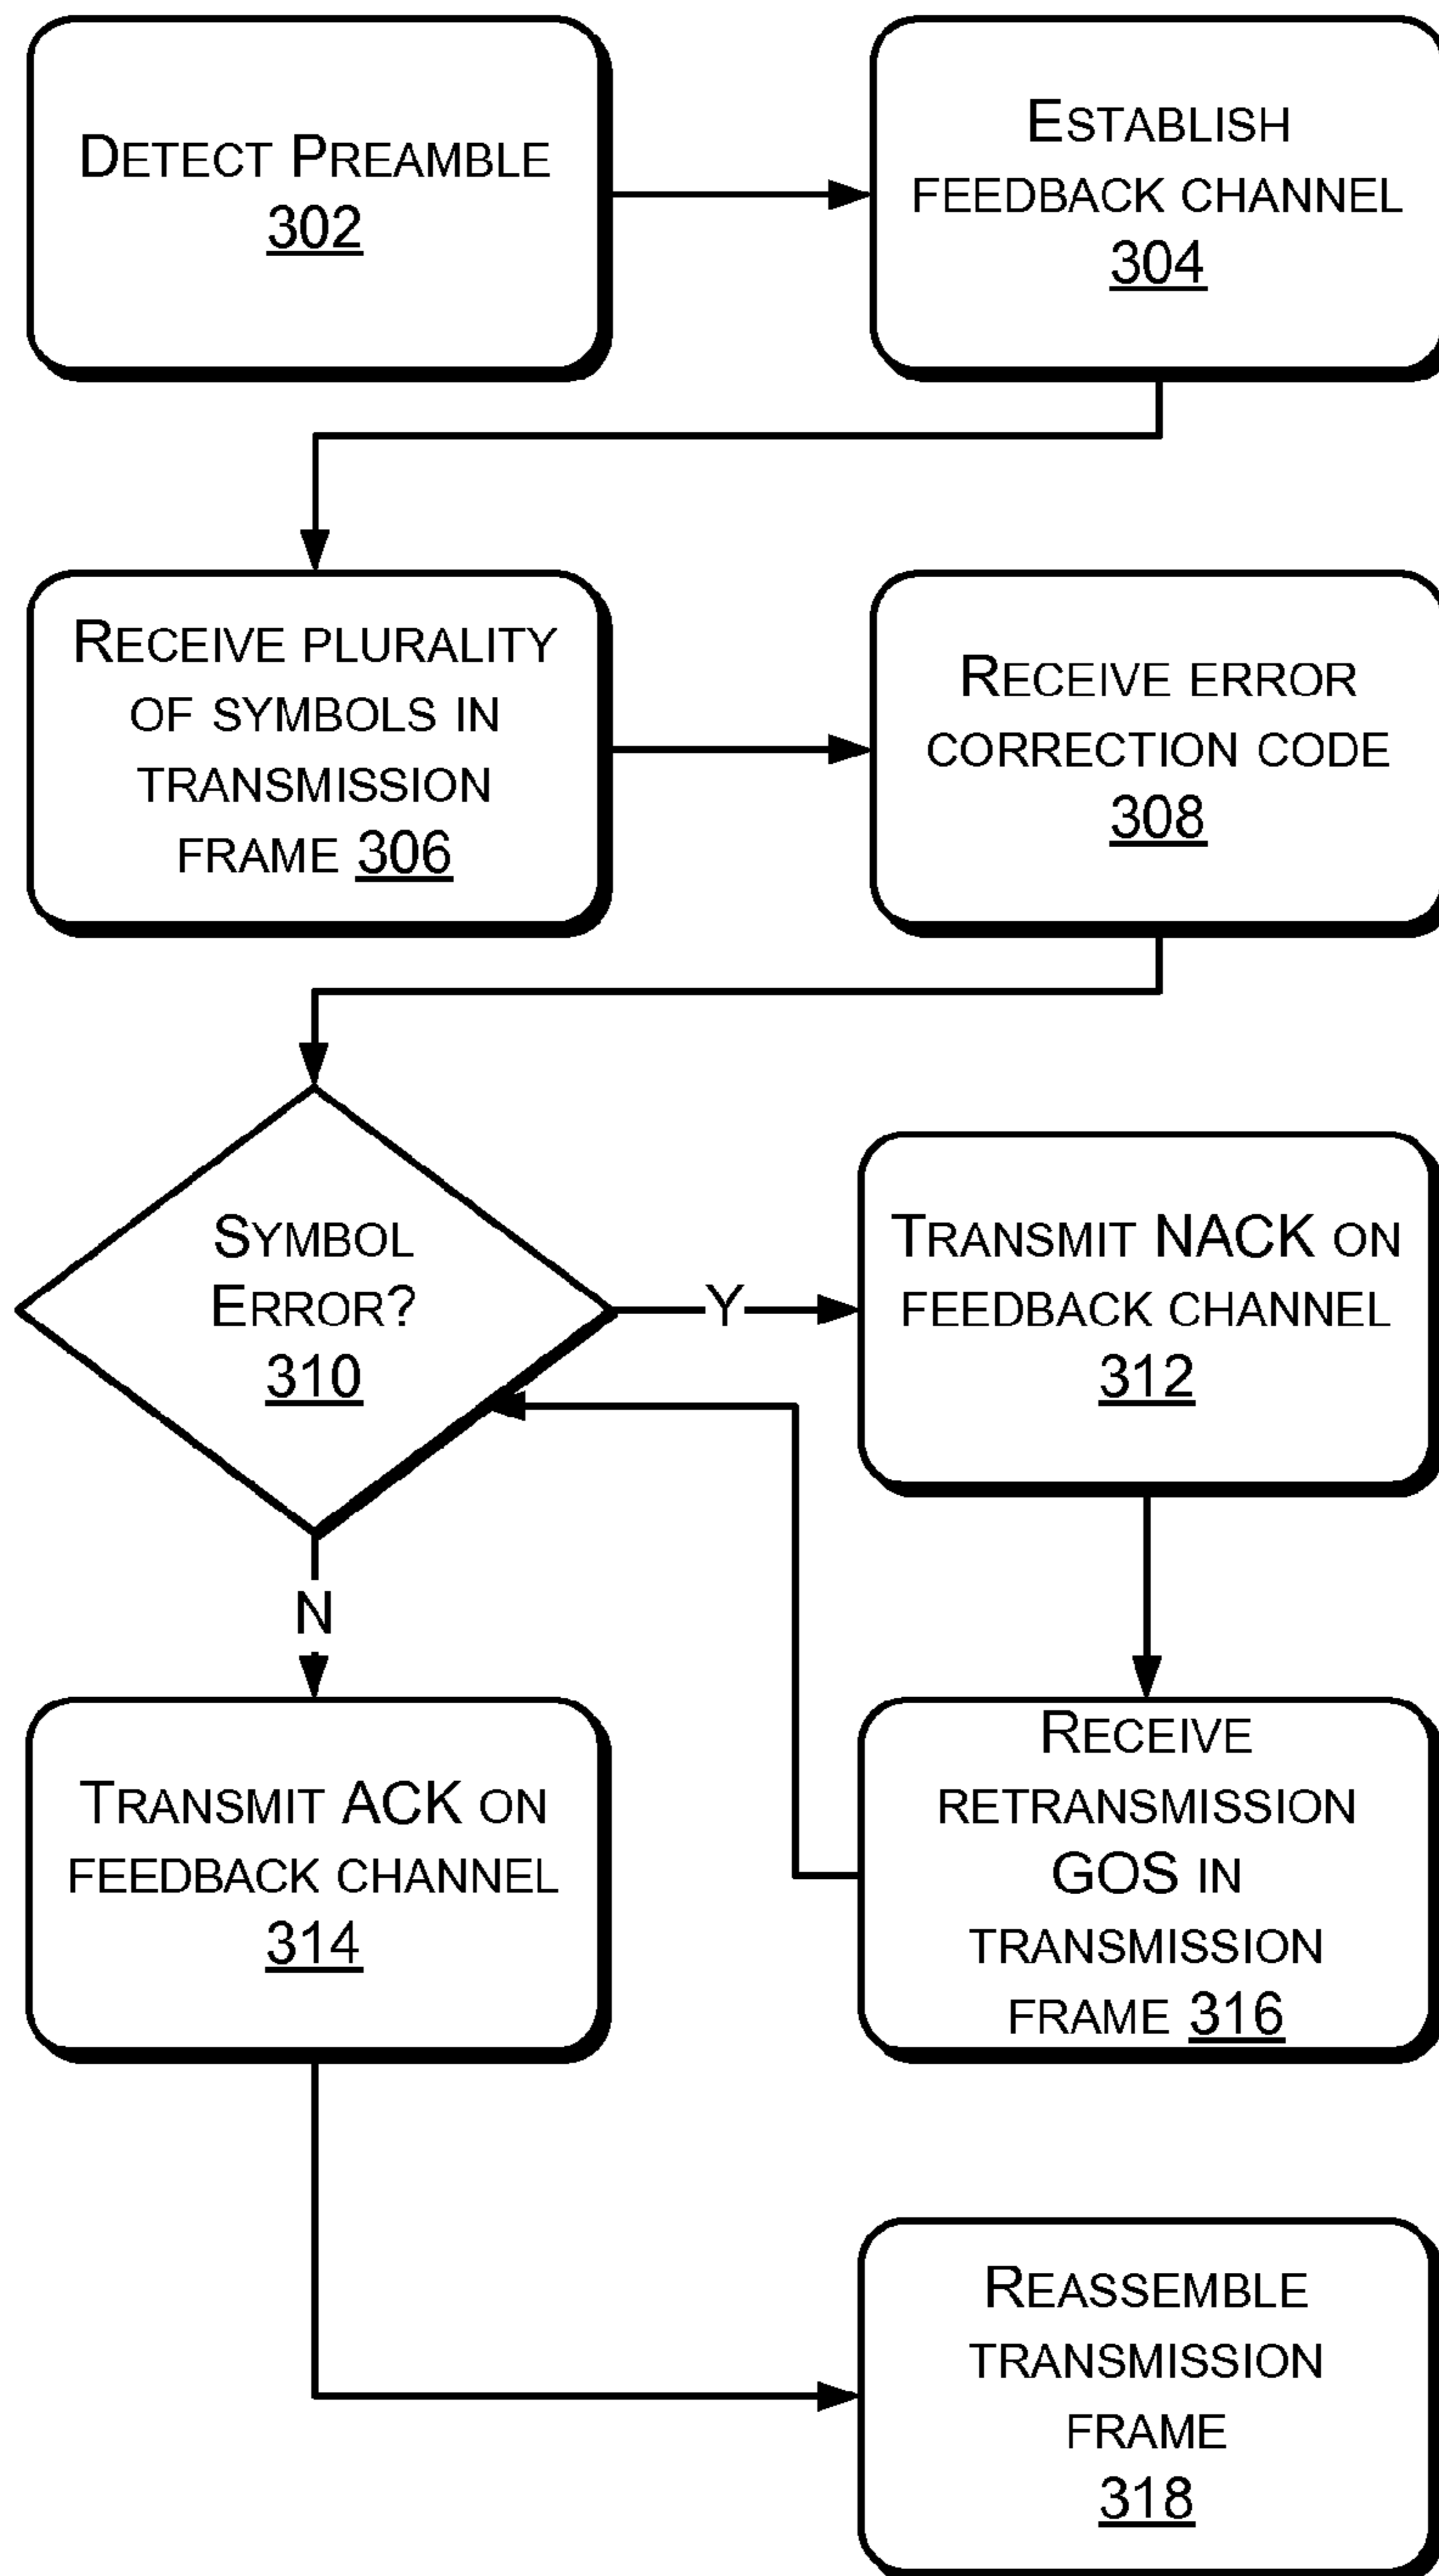 DETECT PREAMBLE
302
ESTABLISH
FEEDBACK CHANNEL
304
RECEIVE PLURALITY
OF SYMBOLS IN
TRANSMISSION
FRAME 306
RECEIVE ERROR
CORRECTION CODE
308
SYMBOL
ERROR?
310
Y
TRANSMIT NACK ON
FEEDBACK CHANNEL
312
N
TRANSMIT ACK ON
FEEDBACK CHANNEL
314
RECEIVE
RETRANSMISSION
GOS IN
TRANSMISSION
FRAME 316
REASSEMBLE
TRANSMISSION
FRAME
318